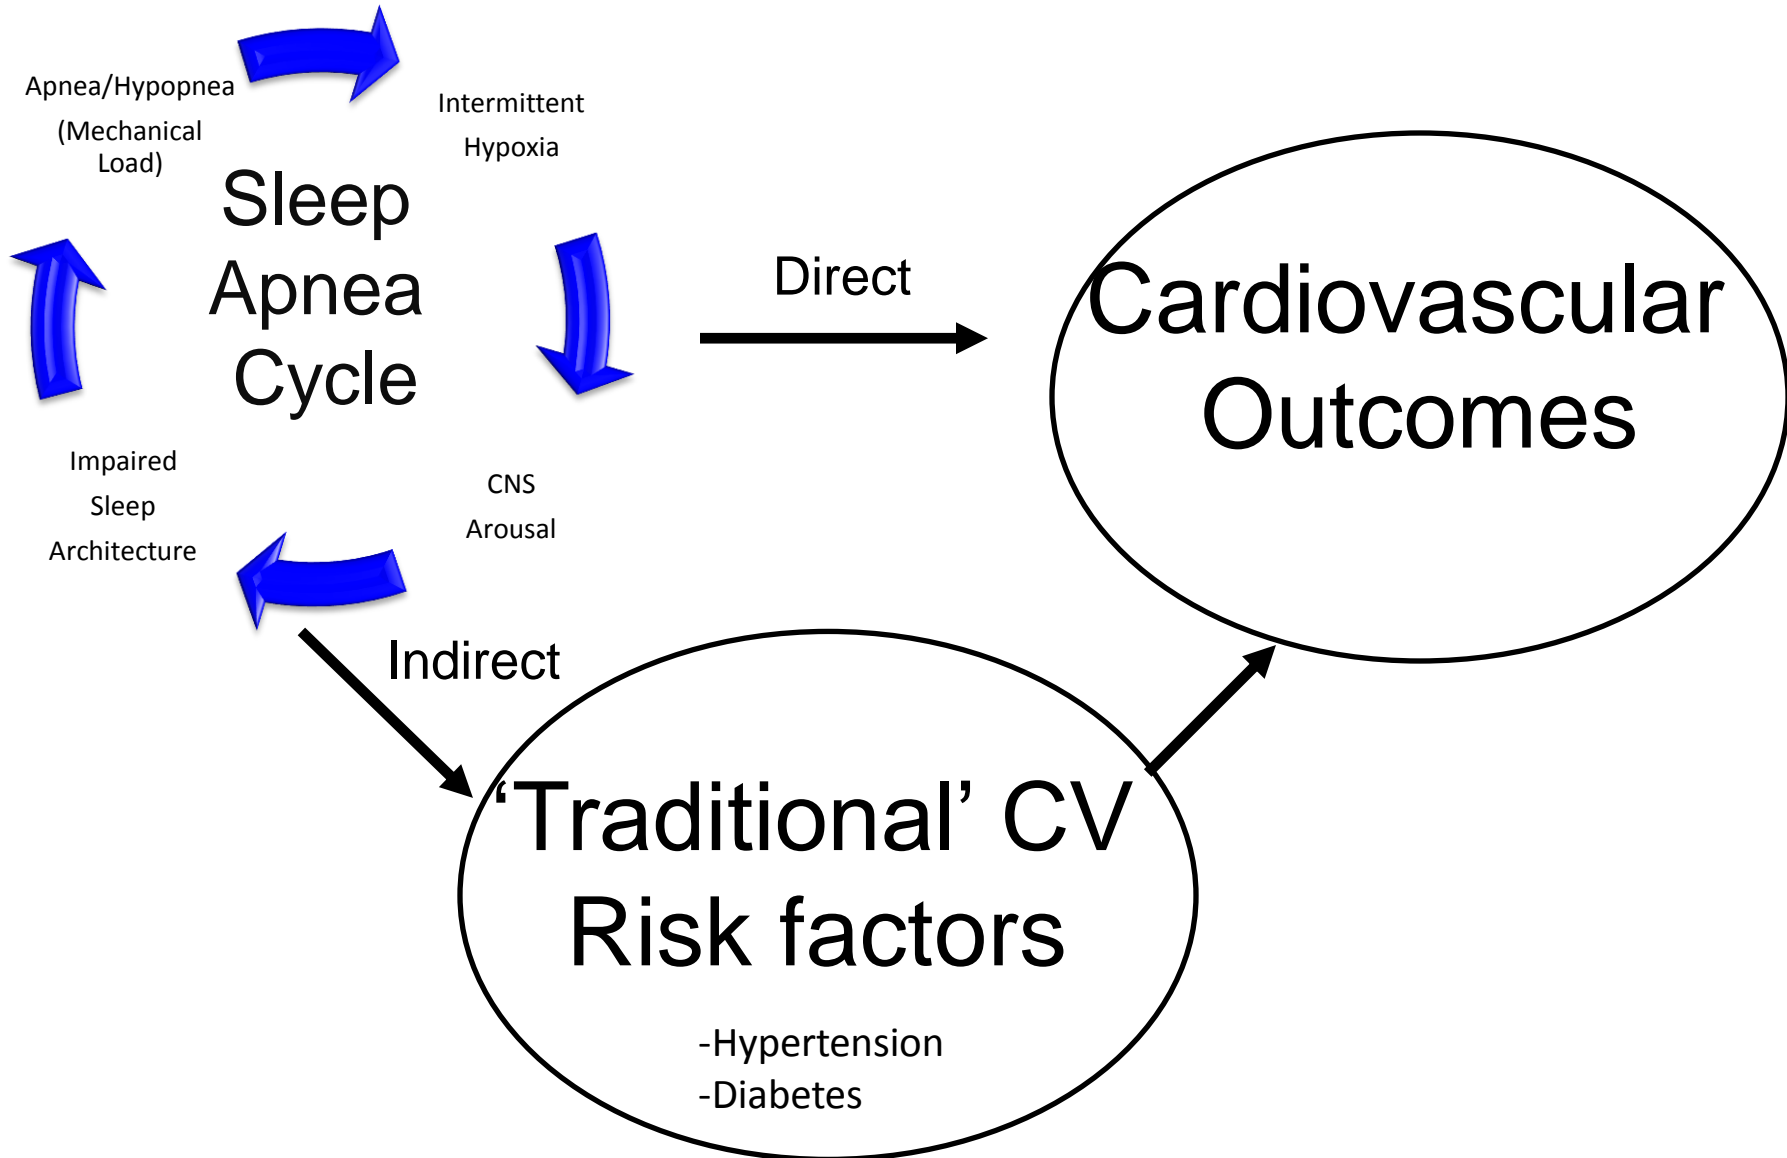 Apnea/Hypopnea
(Mechanical
Load)
Intermittent
Hypoxia
Sleep
Apnea
Cycle
Impaired
Sleep
Architecture
CNS
Arousal
Direct
Cardiovascular
Outcomes
Indirect
‘Traditional’ CV
Risk factors
-Hypertension
-Diabetes